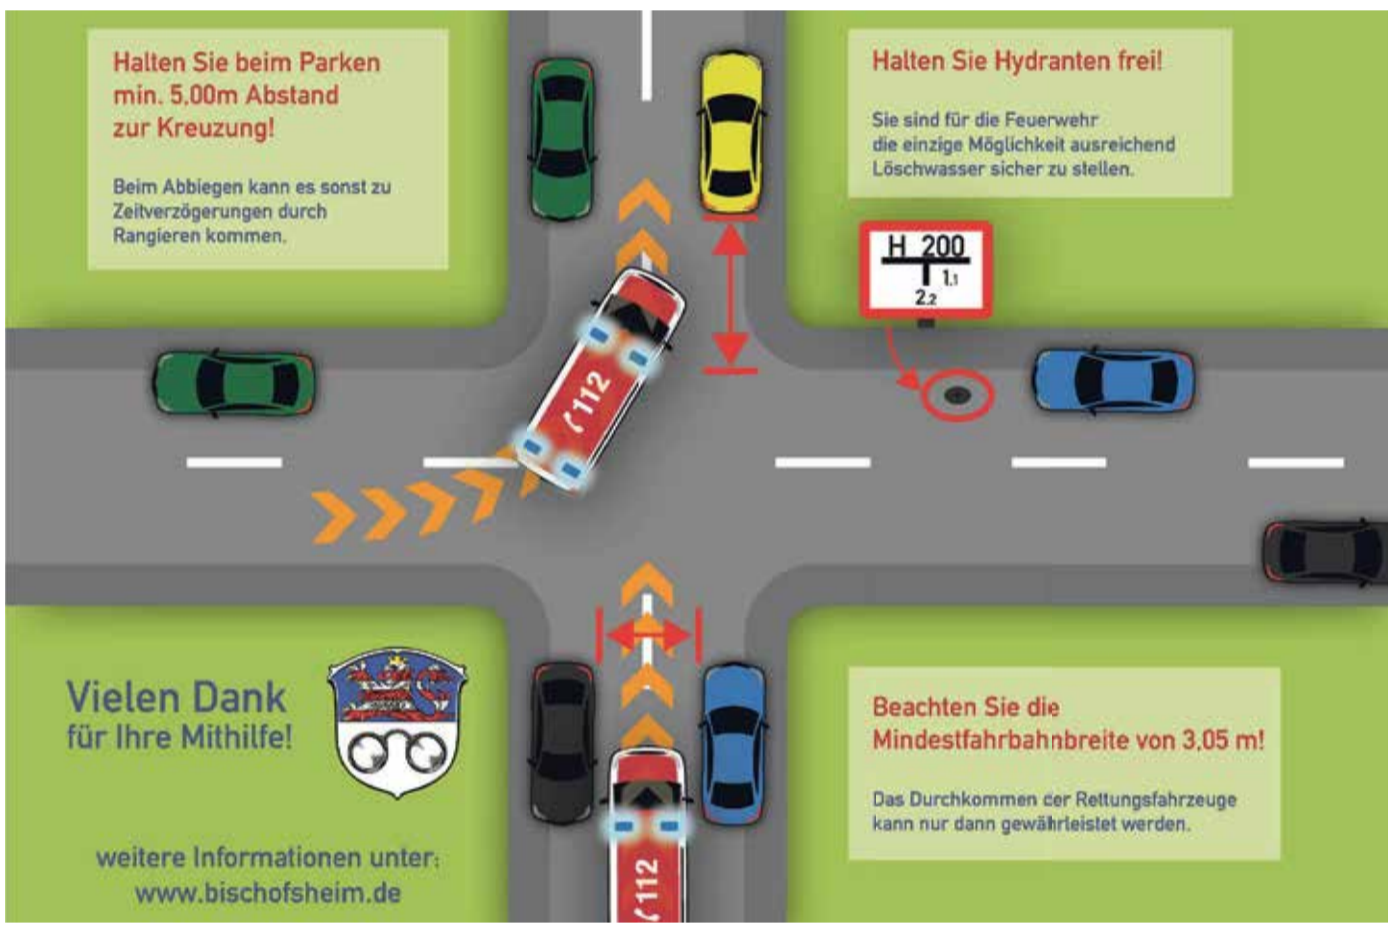 Halten Sie beim Parken
min. 5,00m Abstand
zur Kreuzung!
Beim Abbiegen kann es sonst zu
Zeitverzögerungen durch
Rangieren kommen.
Halten Sie Hydranten frei!
Sie sind für die Feuerwehr
die einzige Möglichkeit ausreichend
Löschwasser sicher zu stellen.
H 200
1.1
2.2
112
Vielen Dank
für Ihre Mithilfe!
weitere Informationen unter:
www.bischofsheim.de
112
Beachten Sie die
Mindestfahrbahnbreite von 3,05 m!
Das Durchkommen der Rettungsfahrzeuge
kann nur dann gewährleistet werden.